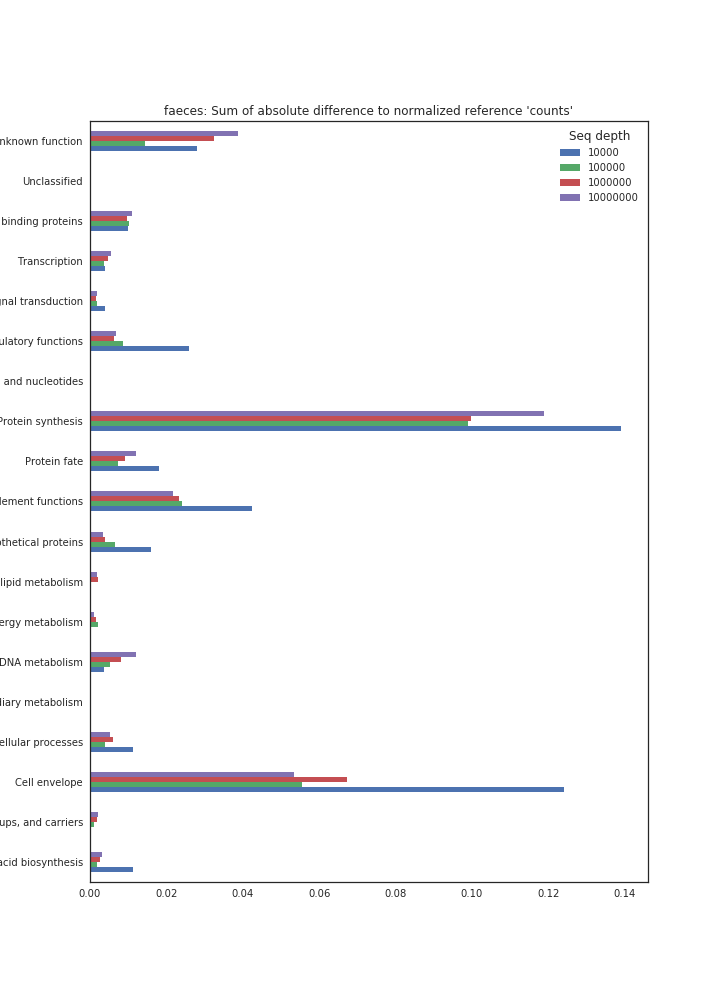 faeces: Sum of absolute difference to normalized reference 'counts'
Seq depth
10000
100000
1000000
10000000
nknown function
Unclassified
binding proteins
Transcription
gnal transduction
ulatory functions
and nucleotides
Protein synthesis
Protein fate
lement functions
othetical proteins
lipid metabolism
ergy metabolism
DNA metabolism
diary metabolism
ellular processes
Cell envelope
ups, and carriers
acid biosynthesis
0.00 0.02 0.04 0.06 0.08 0.10 0.12 0.14